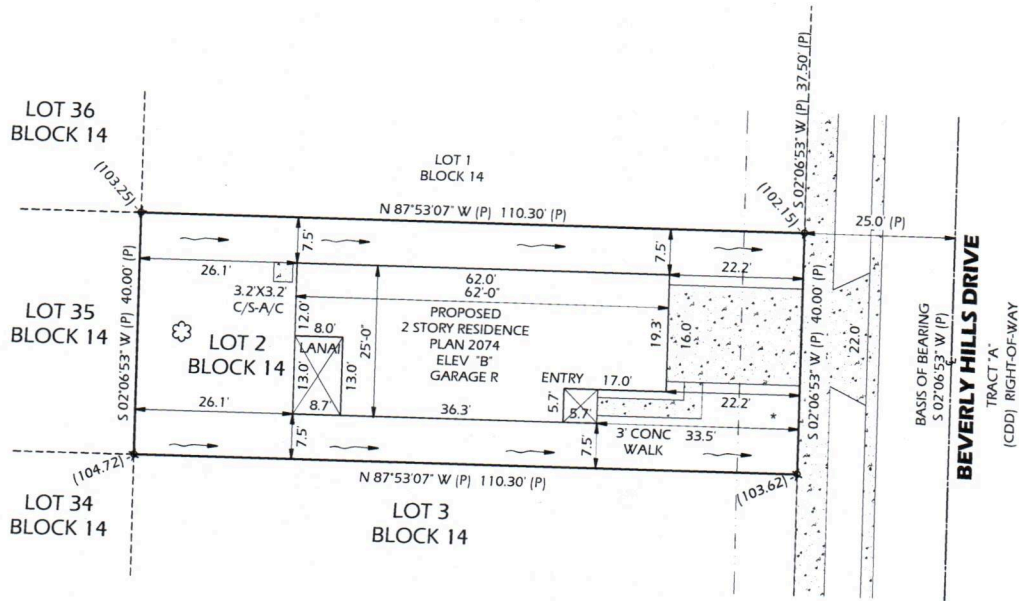 LOT 36
BLOCK 14
LOT 1
BLOCK 14
S 02°06'53" W (P) 37.50' (P)
(103.25)
(102.15)
N 87°53'07" W (P) 110.30' (P)
25.0' (P)
7.5'
7.5'
26.1'
62.0'
22.2'
62'-0"
3.2'X3.2'
C/S-A/C
S 02°06'53" W (P) 40.00' (P)
LOT 35
BLOCK 14
LOT 2
BLOCK 14
12.0'
8.0'
LANAI
13.0'
13.0'
8.7'
25'-0"
PROPOSED
2 STORY RESIDENCE
PLAN 2074
ELEV "B"
GARAGE R
19.3'
16.0'
ENTRY
17.0'
5.7'
5.7'
22.2'
26.1'
36.3'
3' CONC
WALK
33.5'
*
7.5'
7.5'
S 02°06'53" W (P) 40.00' (P)
22.0'
BASIS OF BEARING
S 02°06'53" W (P)
BEVERLY HILLS DRIVE
TRACT "A"
(CDD) RIGHT-OF-WAY
(104.72)
N 87°53'07" W (P) 110.30' (P)
(103.62)
LOT 34
BLOCK 14
LOT 3
BLOCK 14